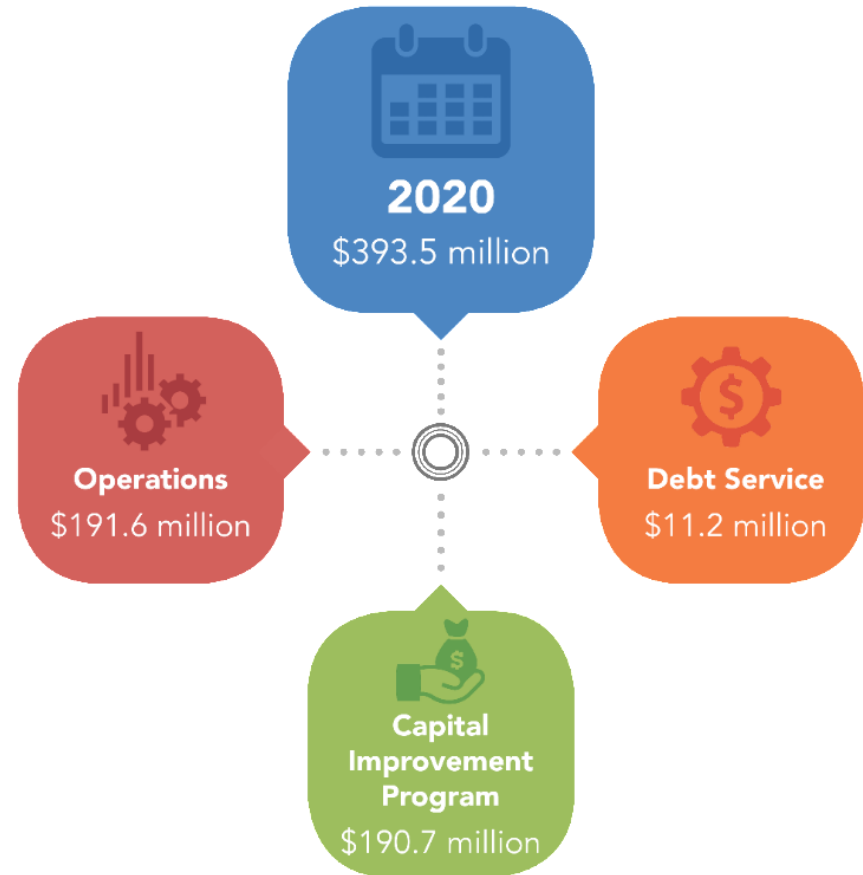 2020
$393.5 million
Operations
$191.6 million
$
Debt Service
$11.2 million
$
Capital
Improvement
Program
$190.7 million